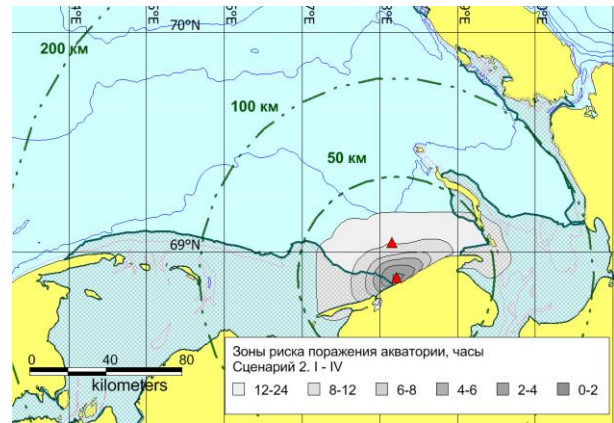 70°N
200 км
100 км
50 км
69°N
0 40 80
kilometers
Зоны риска поражения акватории, часы
Сценарий 2. I - IV
12-24 8-12 6-8 4-6 2-4 0-2